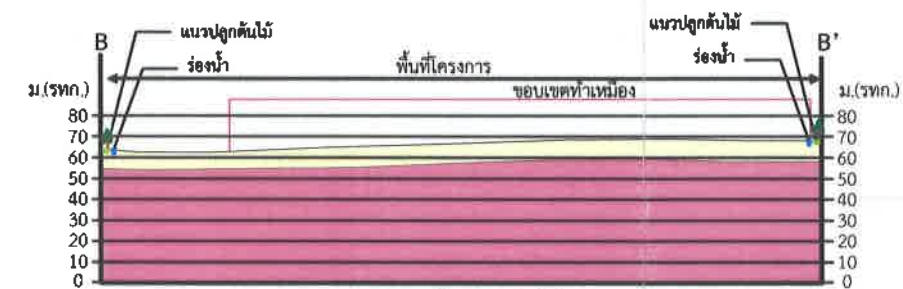 แนวปลูกต้นไม้
แนวปลูกต้นไม้
B
B'
ร่องน้ำ
พื้นที่โครงการ
ร่องน้ำ
ม.(รทก.)
ขอบเขตทำเหมือง
ม.(รทก.)
80
80
70
70
60
60
50
50
40
40
30
30
20
20
10
10
0
0